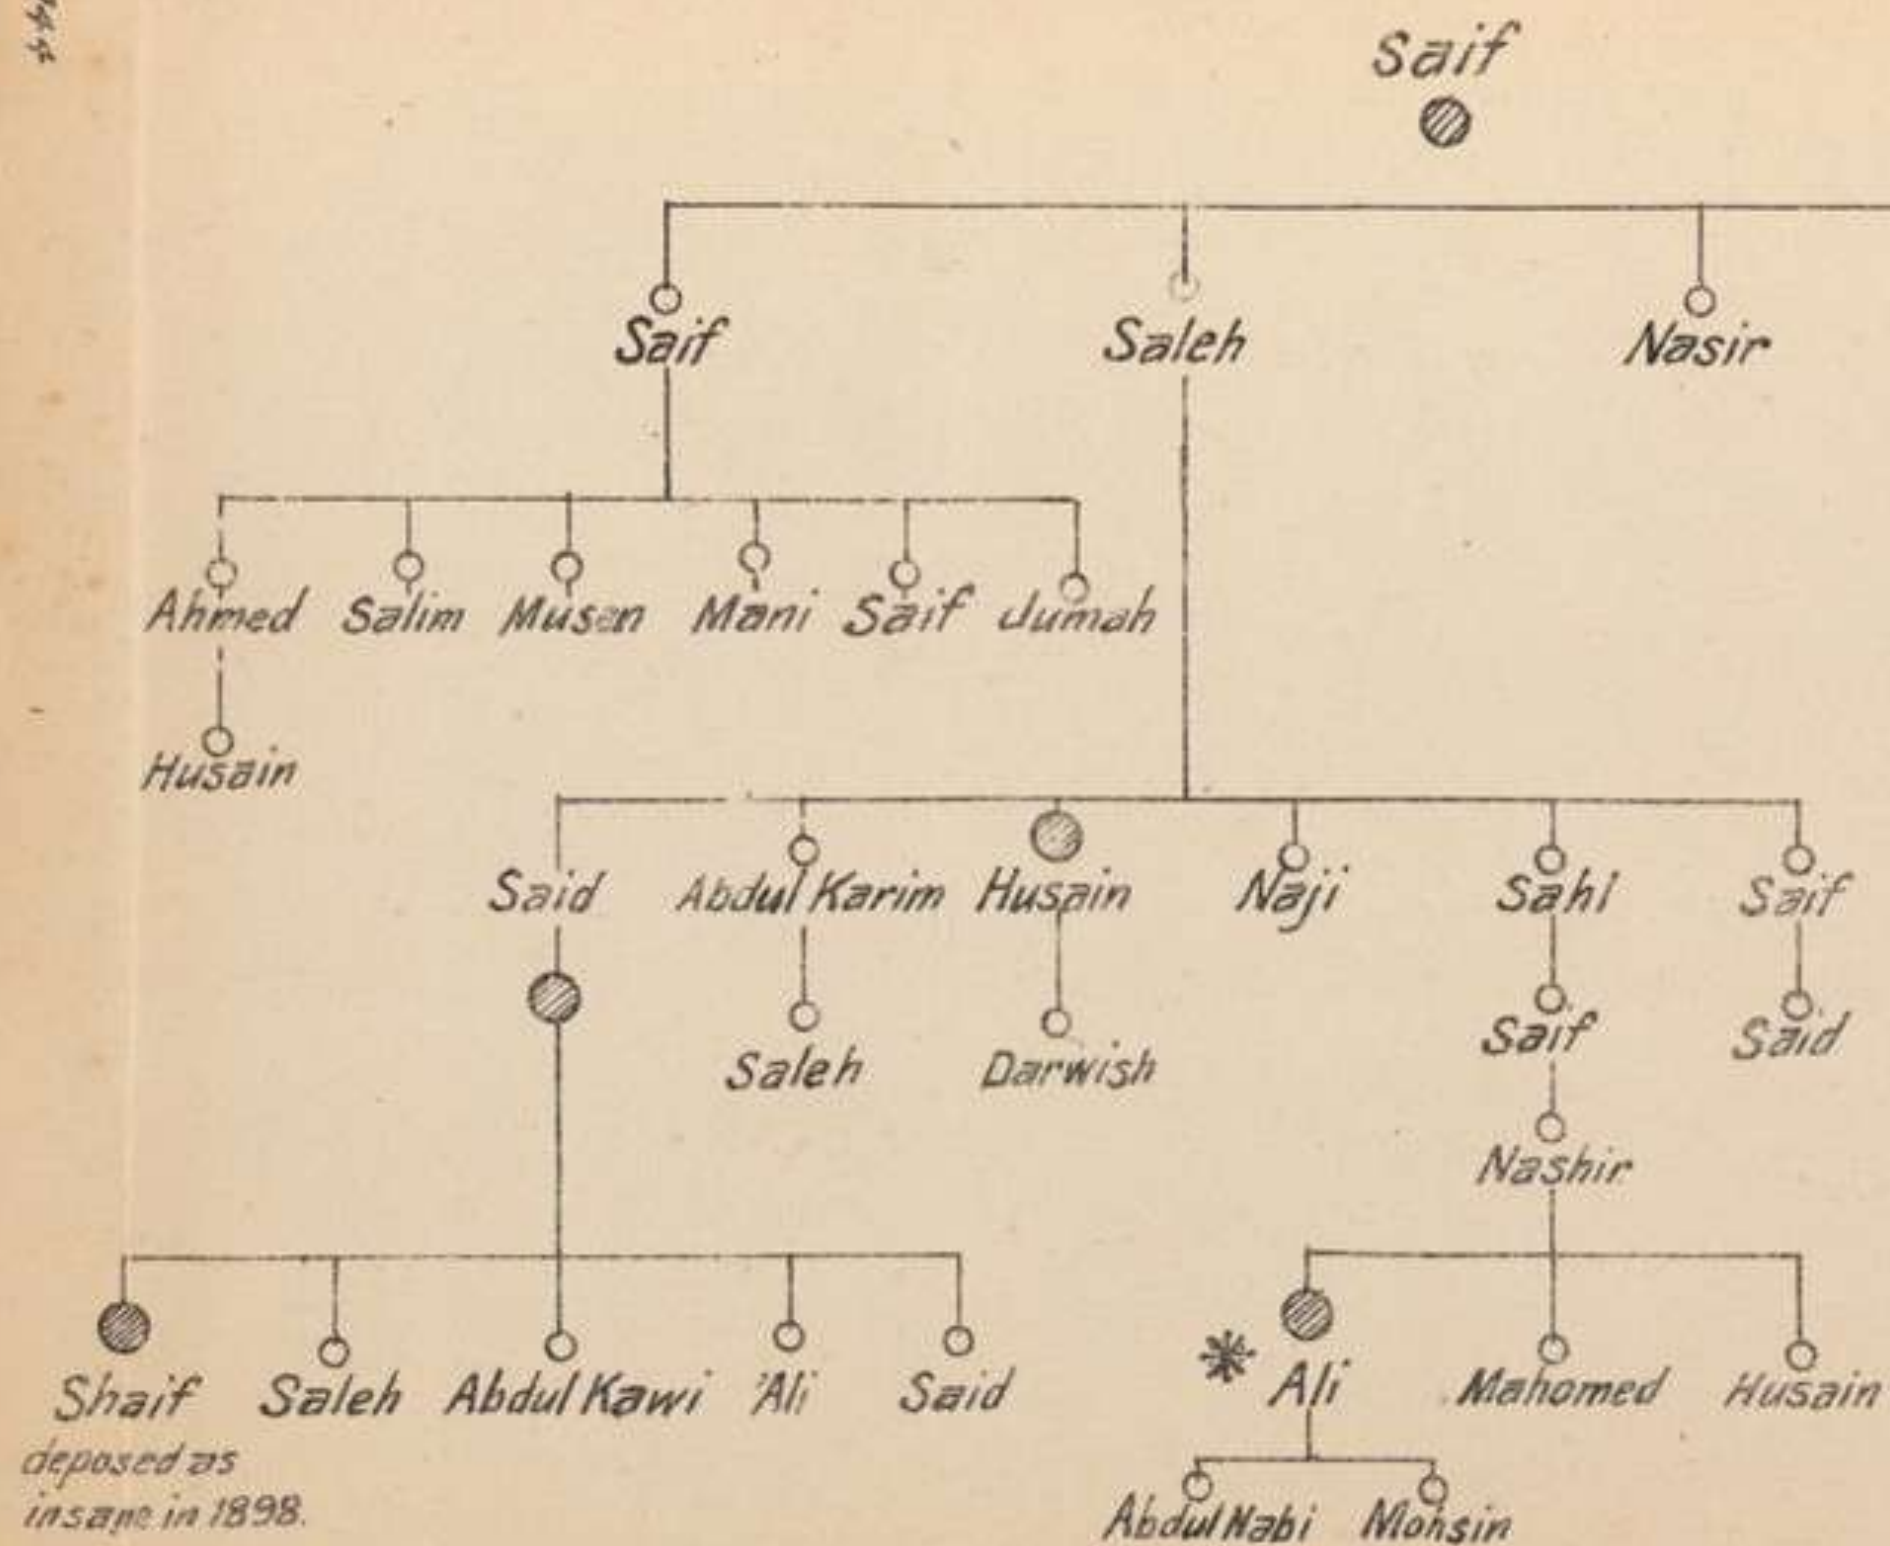 Saif
Saif Saleh Nasir
Ahmed Salim Musan Mani Saif Jumah
Husain
Said Abdul Karim Husain Naji Sahl Saif
Saif Said
Saleh Darwish
Nashir
Shaif Saleh Abdul Kawi 'Ali Said Ali Mahomed Husain
deposed as
insane in 1898.
Abdul Nabi Mohsin